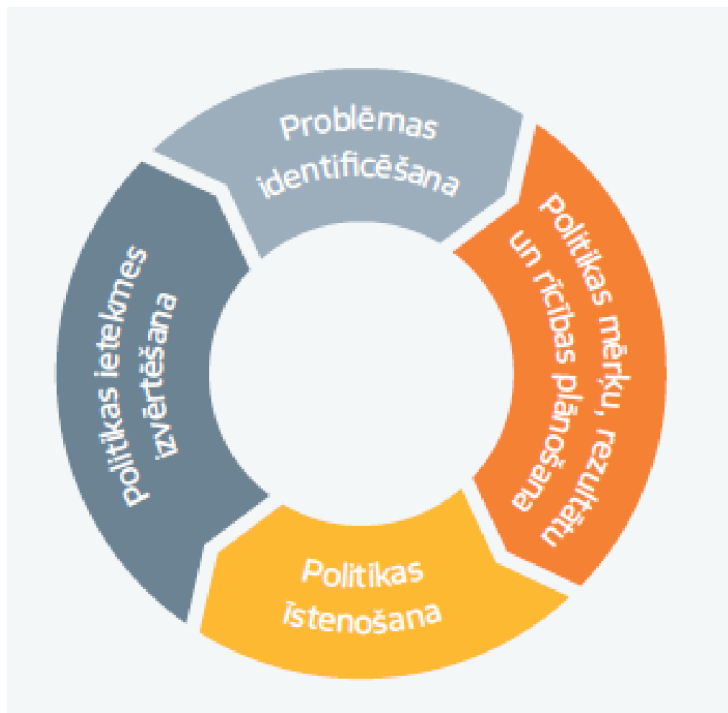 Problēmas
identificēšana
Politikas mērķu, rezultātu
un rīcības plānošana
Politikas
īstenošana
Politikas ietekmes
izvērtēšana